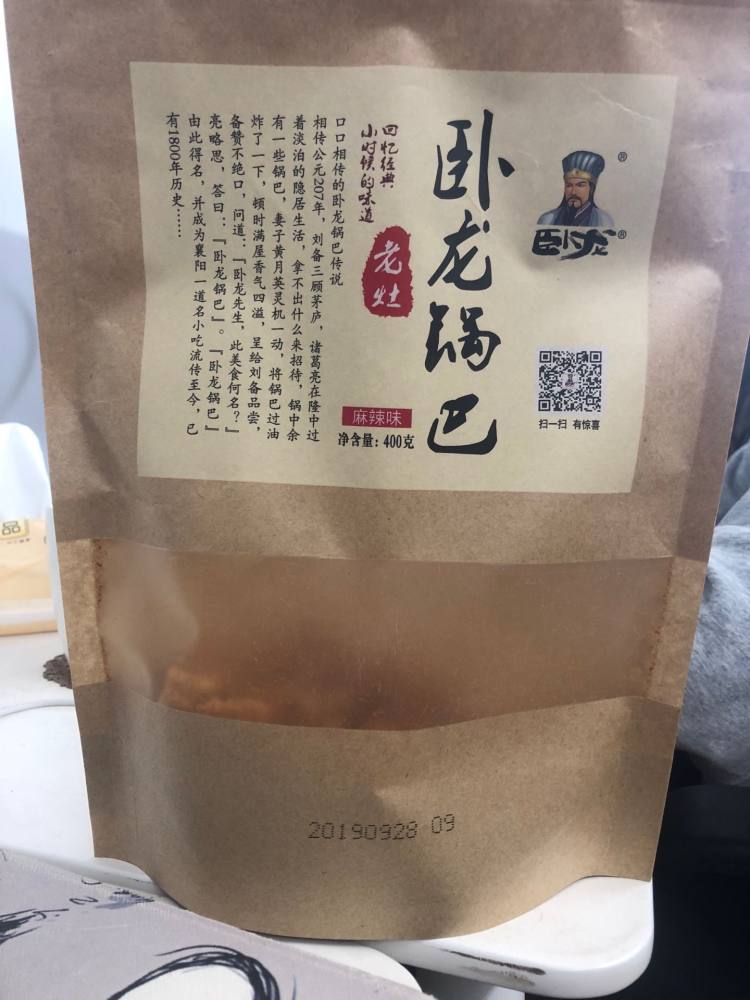 卧龙锅巴
®
卧龙®
扫一扫 有惊喜
回忆经典
小时候的味道
老灶
麻辣味
净含量：400克
口口相传的卧龙锅巴传说
相传公元207年，刘备三顾茅庐，诸葛亮在隆中过
着淡泊的隐居生活，拿不出什么来招待，锅中余
有一些锅巴，妻子黄月英灵机一动，将锅巴过油
炸了一下，顿时满屋香气四溢，呈给刘备品尝，
备赞不绝口，问道：『卧龙先生，此美食何名？』
亮略思，答曰：『卧龙锅巴』。『卧龙锅巴』
由此得名，并成为襄阳一道名小吃流传至今，已
有1800年历史……
20190928 09
品